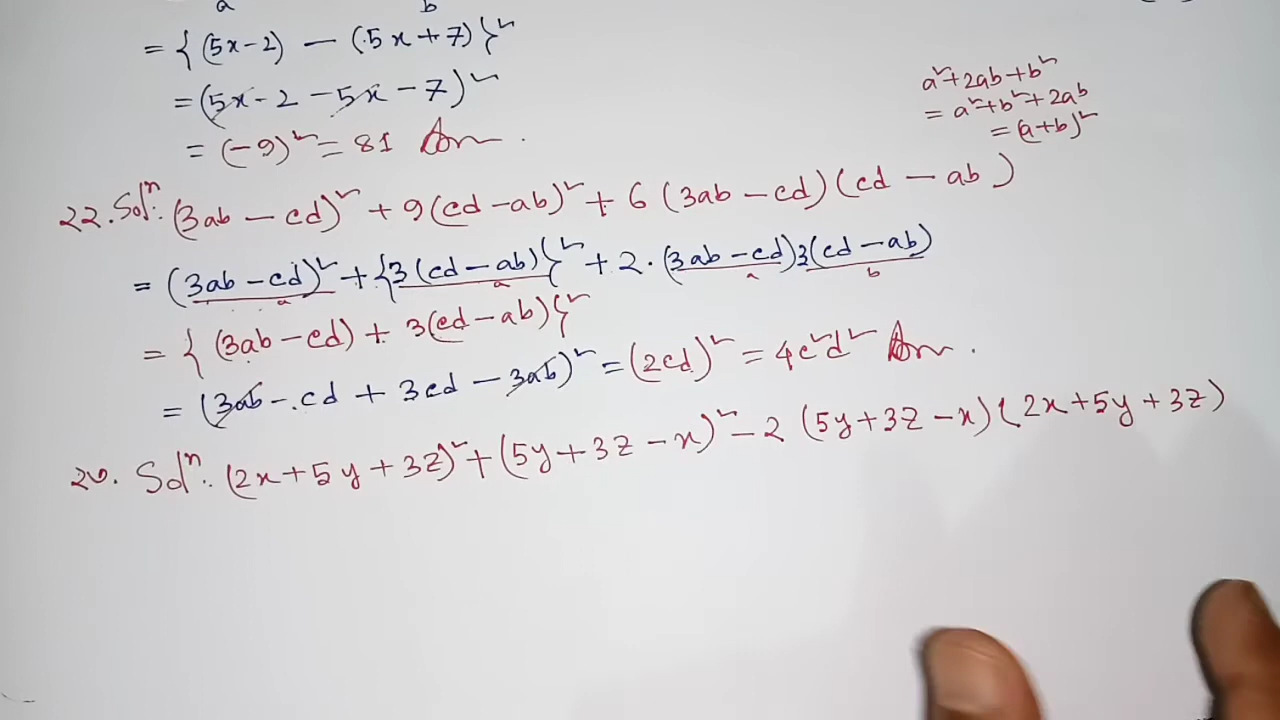 a b
= {(5x-2) - (5x+7)}²
= (5x-2-5x-7)²
= (-9)² = 81 Ans.
a²+2ab+b²
= a²+b²+2ab
= (a+b)²
২২. Solⁿ: (3ab-cd)² + 9(cd-ab)² + 6(3ab-cd)(cd-ab)
= (3ab-cd)² + {3(cd-ab)}² + 2·(3ab-cd)3(cd-ab)
a a a b
= {(3ab-cd) + 3(cd-ab)}²
= (3ab-cd+3cd-3ab)² = (2cd)² = 4c²d² Ans.
২৩. Solⁿ: (2x+5y+3z)² + (5y+3z-x)² - 2(5y+3z-x)(2x+5y+3z)